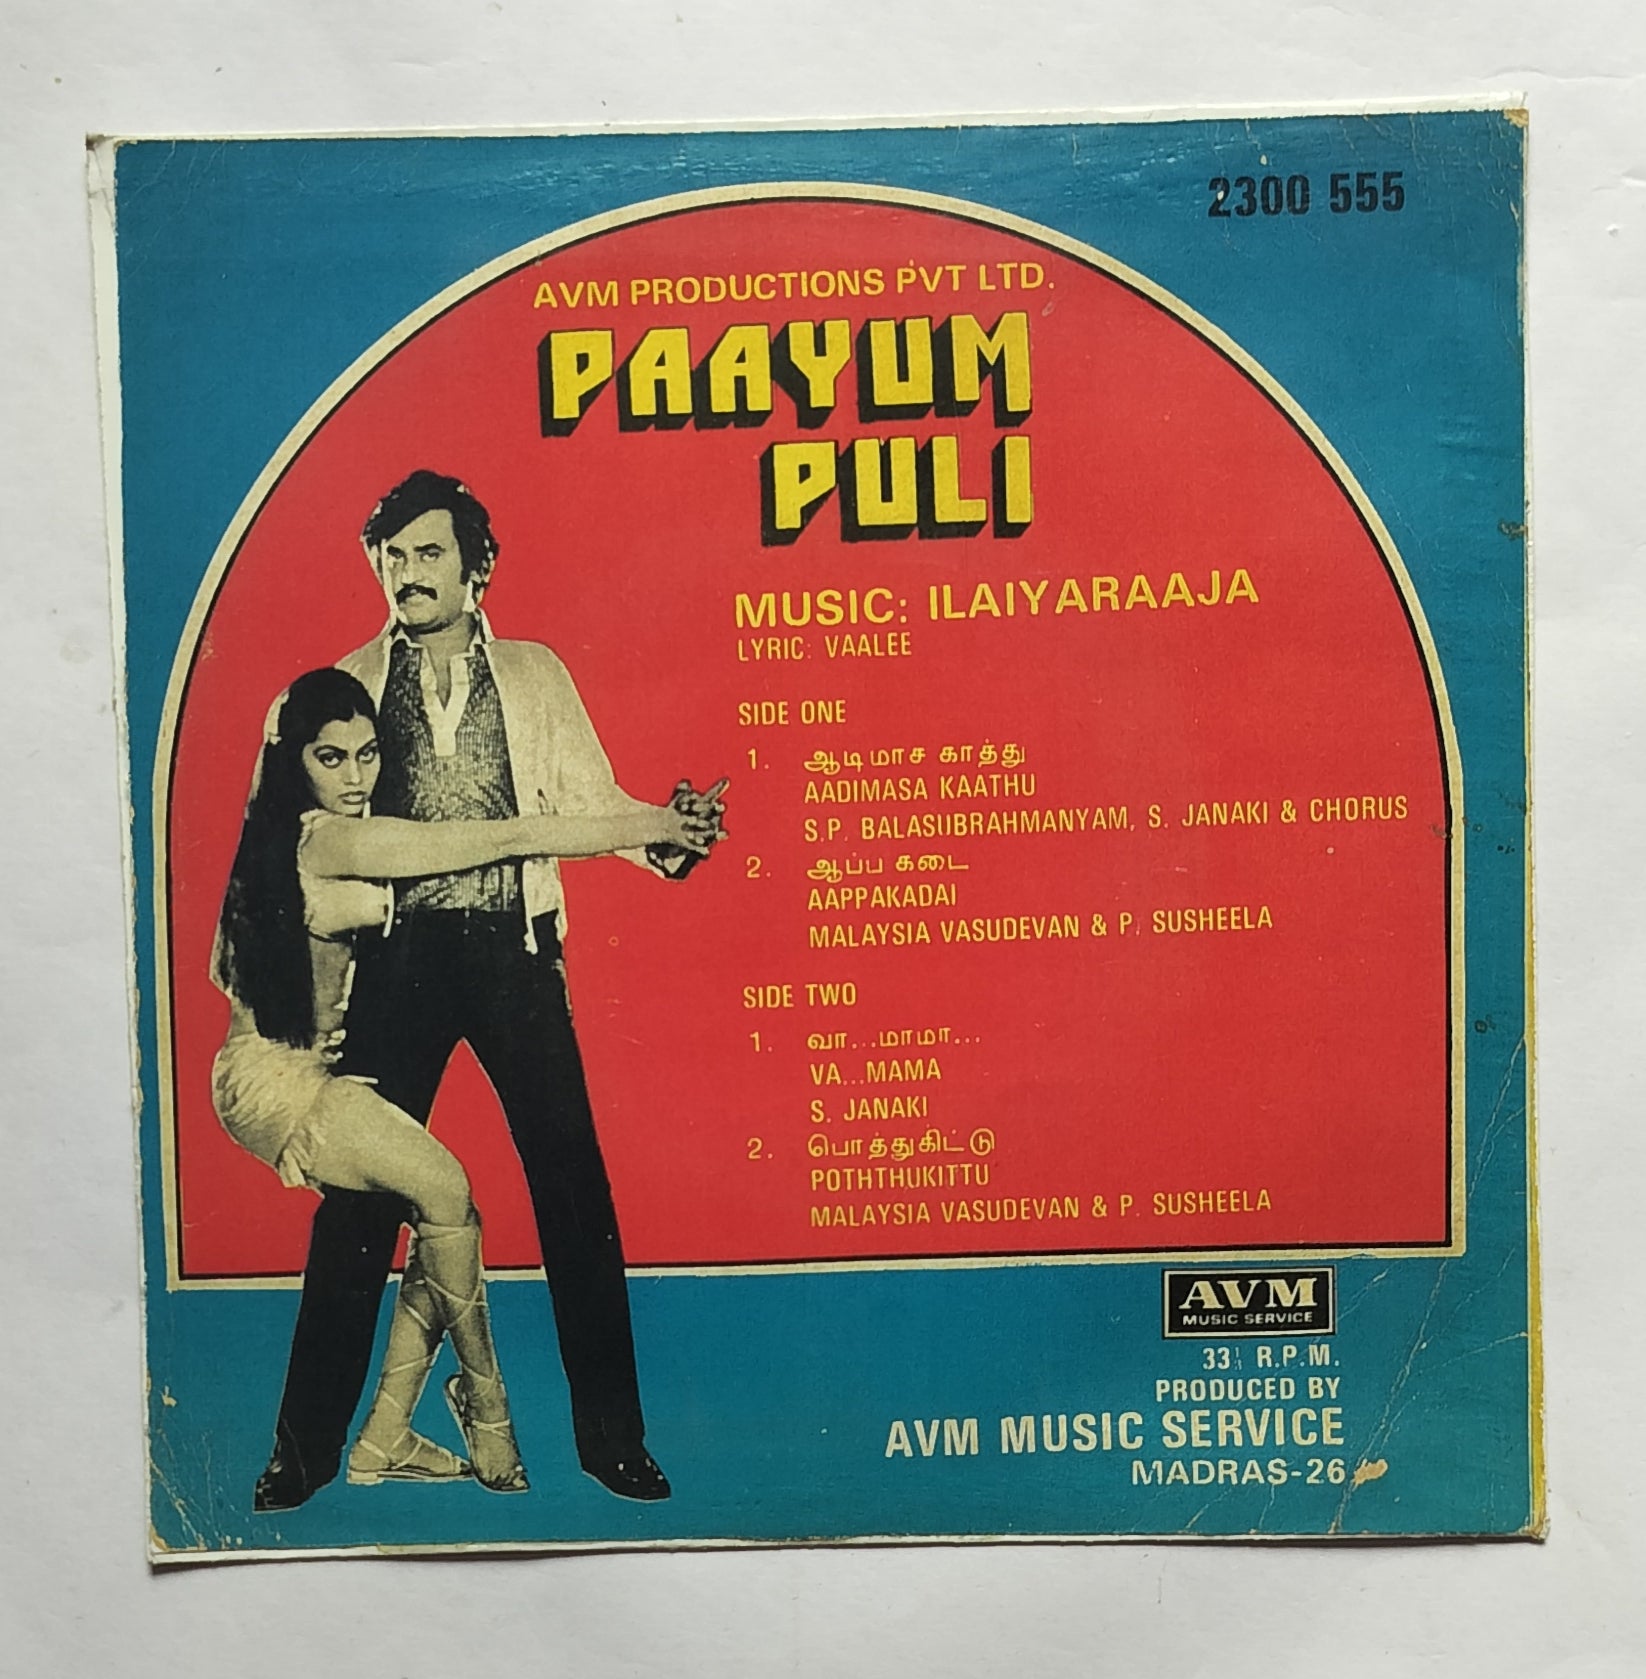 2300 555
AVM PRODUCTIONS PVT LTD.
PAAYUM
PULI
MUSIC: ILAIYARAAJA
LYRIC: VAALEE
SIDE ONE
1. ஆடிமாச காத்து
AADIMASA KAATHU
S.P. BALASUBRAHMANYAM, S. JANAKI & CHORUS
2. ஆப்ப கடை
AAPPAKADAI
MALAYSIA VASUDEVAN & P. SUSHEELA
SIDE TWO
1. வா...மாமா...
VA...MAMA
S. JANAKI
2. பொத்துகிட்டு
POTHTHUKITTU
MALAYSIA VASUDEVAN & P. SUSHEELA
AVM
MUSIC SERVICE
33⅓ R.P.M.
PRODUCED BY
AVM MUSIC SERVICE
MADRAS-26